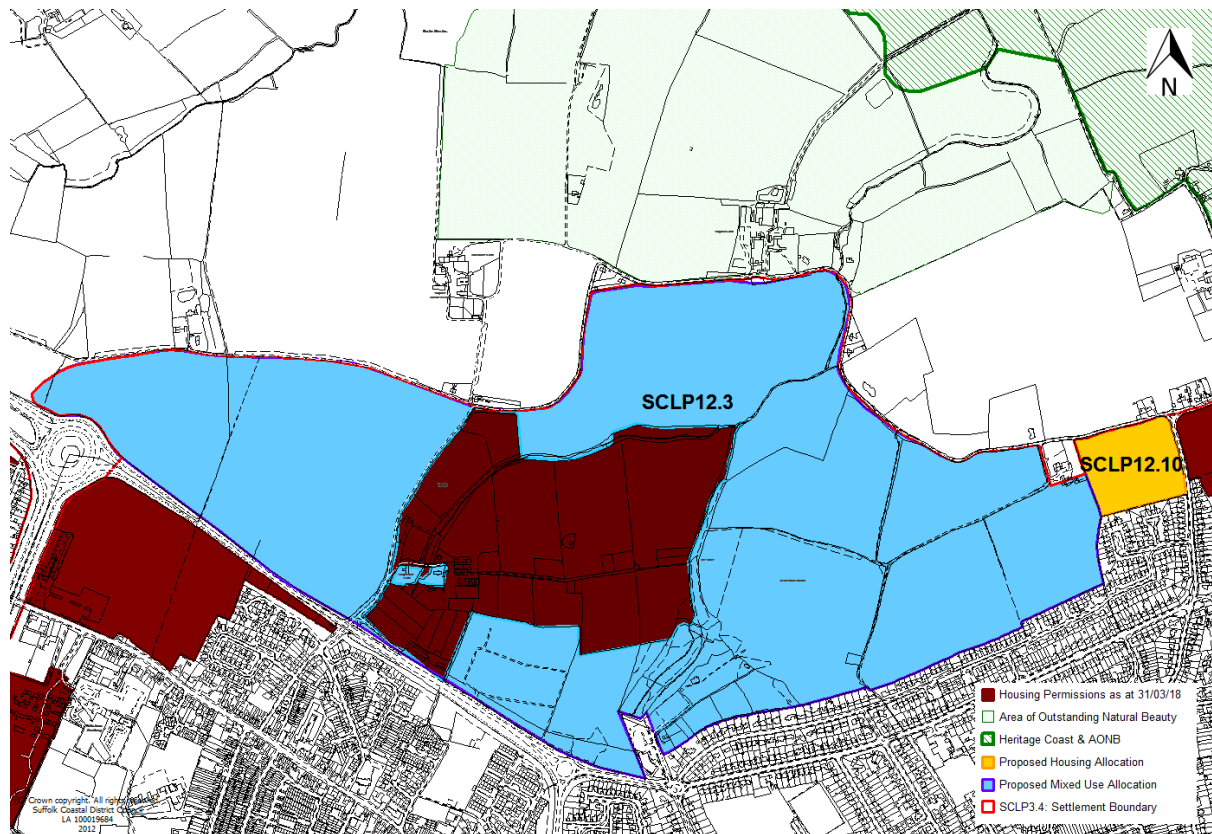 N
SCLP12.3
SCLP12.10
Housing Permissions as at 31/03/18
Area of Outstanding Natural Beauty
Heritage Coast & AONB
Proposed Housing Allocation
Proposed Mixed Use Allocation
SCLP3.4: Settlement Boundary
Crown copyright. All rights
Suffolk Coastal District
LA 100019684
2012